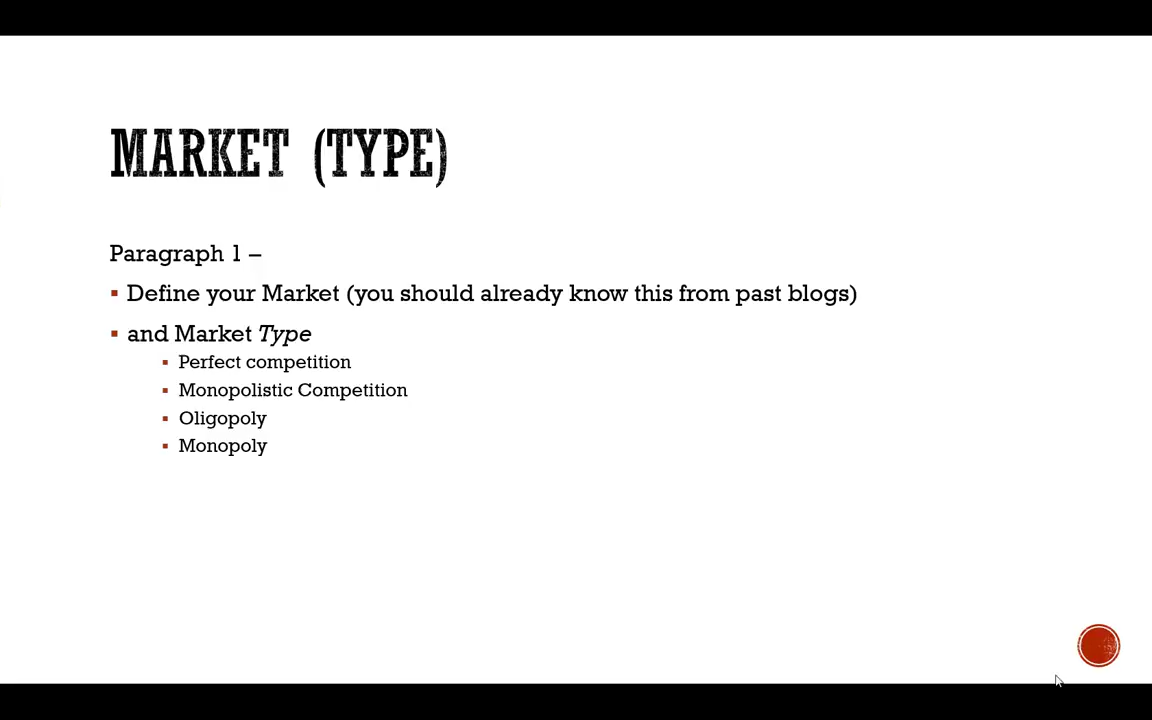 MARKET (TYPE)
Paragraph 1 –
▪ Define your Market (you should already know this from past blogs)
▪ and Market Type
▪ Perfect competition
▪ Monopolistic Competition
▪ Oligopoly
▪ Monopoly